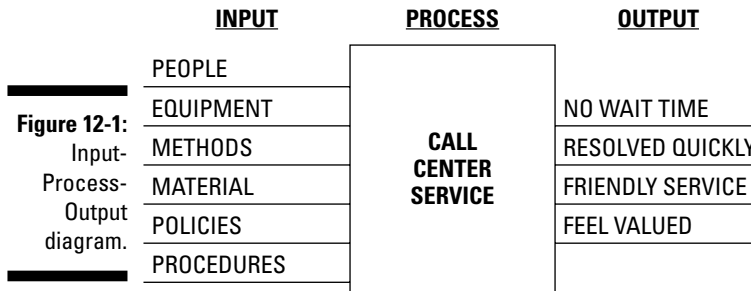 INPUT PROCESS OUTPUT
PEOPLE
EQUIPMENT
METHODS
MATERIAL
POLICIES
PROCEDURES
CALL
CENTER
SERVICE
NO WAIT TIME
RESOLVED QUICKLY
FRIENDLY SERVICE
FEEL VALUED
Figure 12-1:
Input-
Process-
Output
diagram.